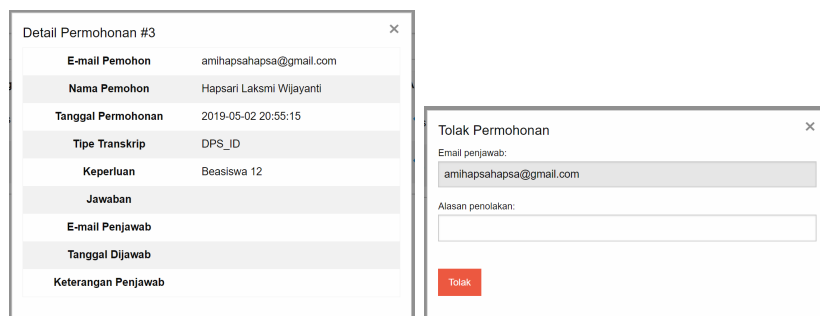 Detail Permohonan #3 ×
E-mail Pemohon amihapsahapsa@gmail.com
Nama Pemohon Hapsari Laksmi Wijayanti
Tanggal Permohonan 2019-05-02 20:55:15
Tipe Transkrip DPS_ID
Keperluan Beasiswa 12
Jawaban
E-mail Penjawab
Tanggal Dijawab
Keterangan Penjawab
Tolak Permohonan ×
Email penjawab:
amihapsahapsa@gmail.com
Alasan penolakan:
Tolak